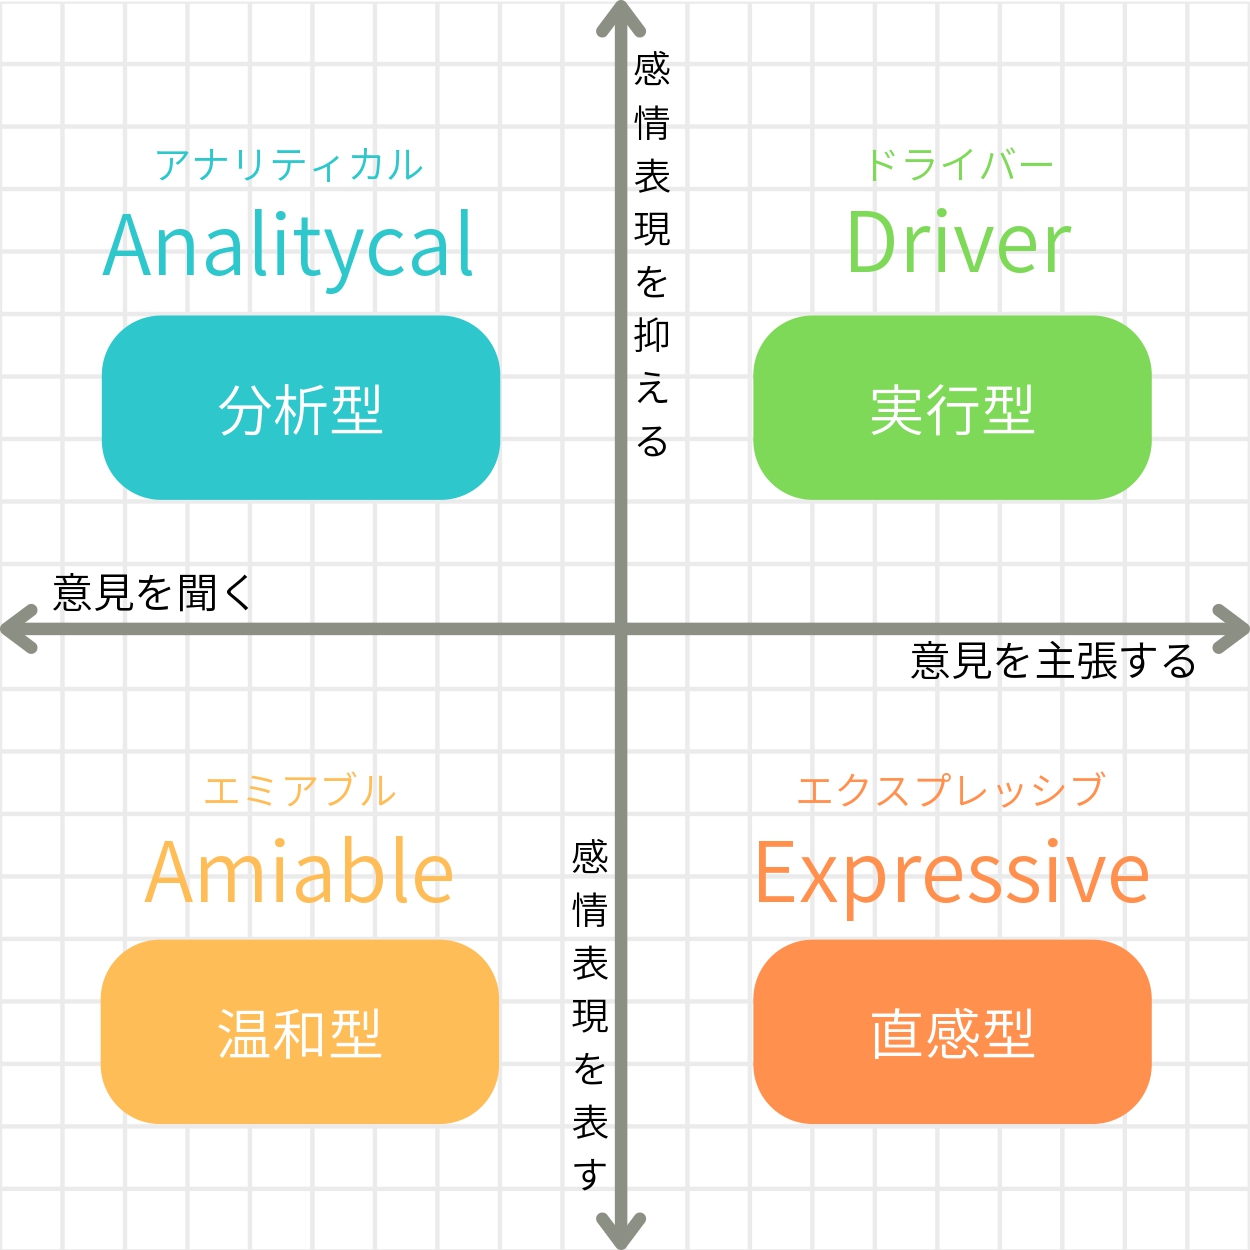 感情表現を抑える
アナリティカル
Analitycal
分析型
ドライバー
Driver
実行型
意見を聞く
意見を主張する
エミアブル
Amiable
温和型
エクスプレッシブ
Expressive
直感型
感情表現を表す